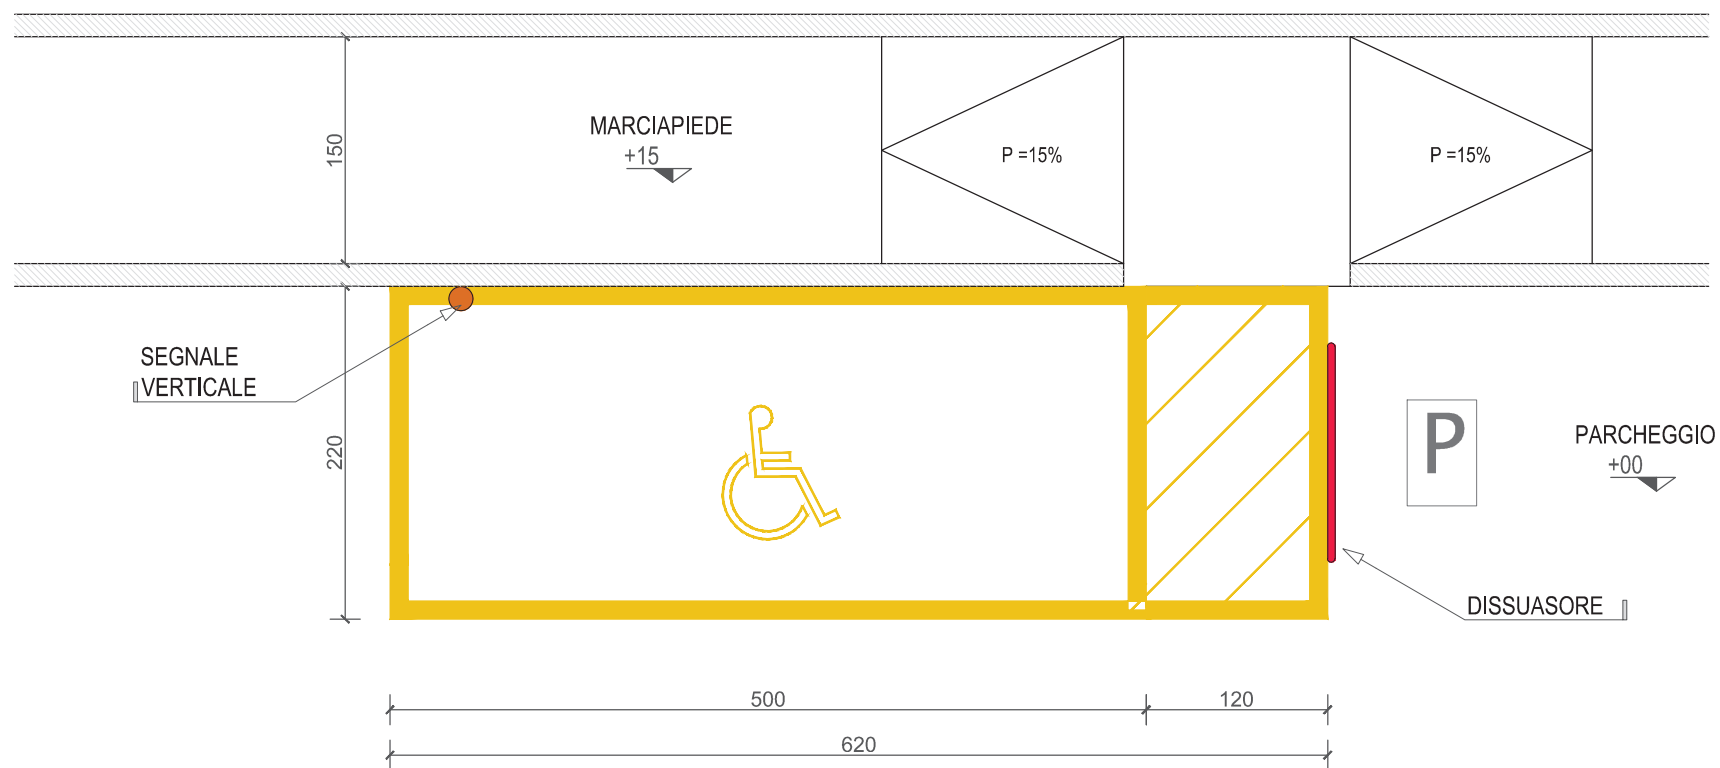 150
MARCIAPIEDE
+15
P =15%
P =15%
SEGNALE
VERTICALE
220
P
PARCHEGGIO
+00
DISSUASORE
500
120
620